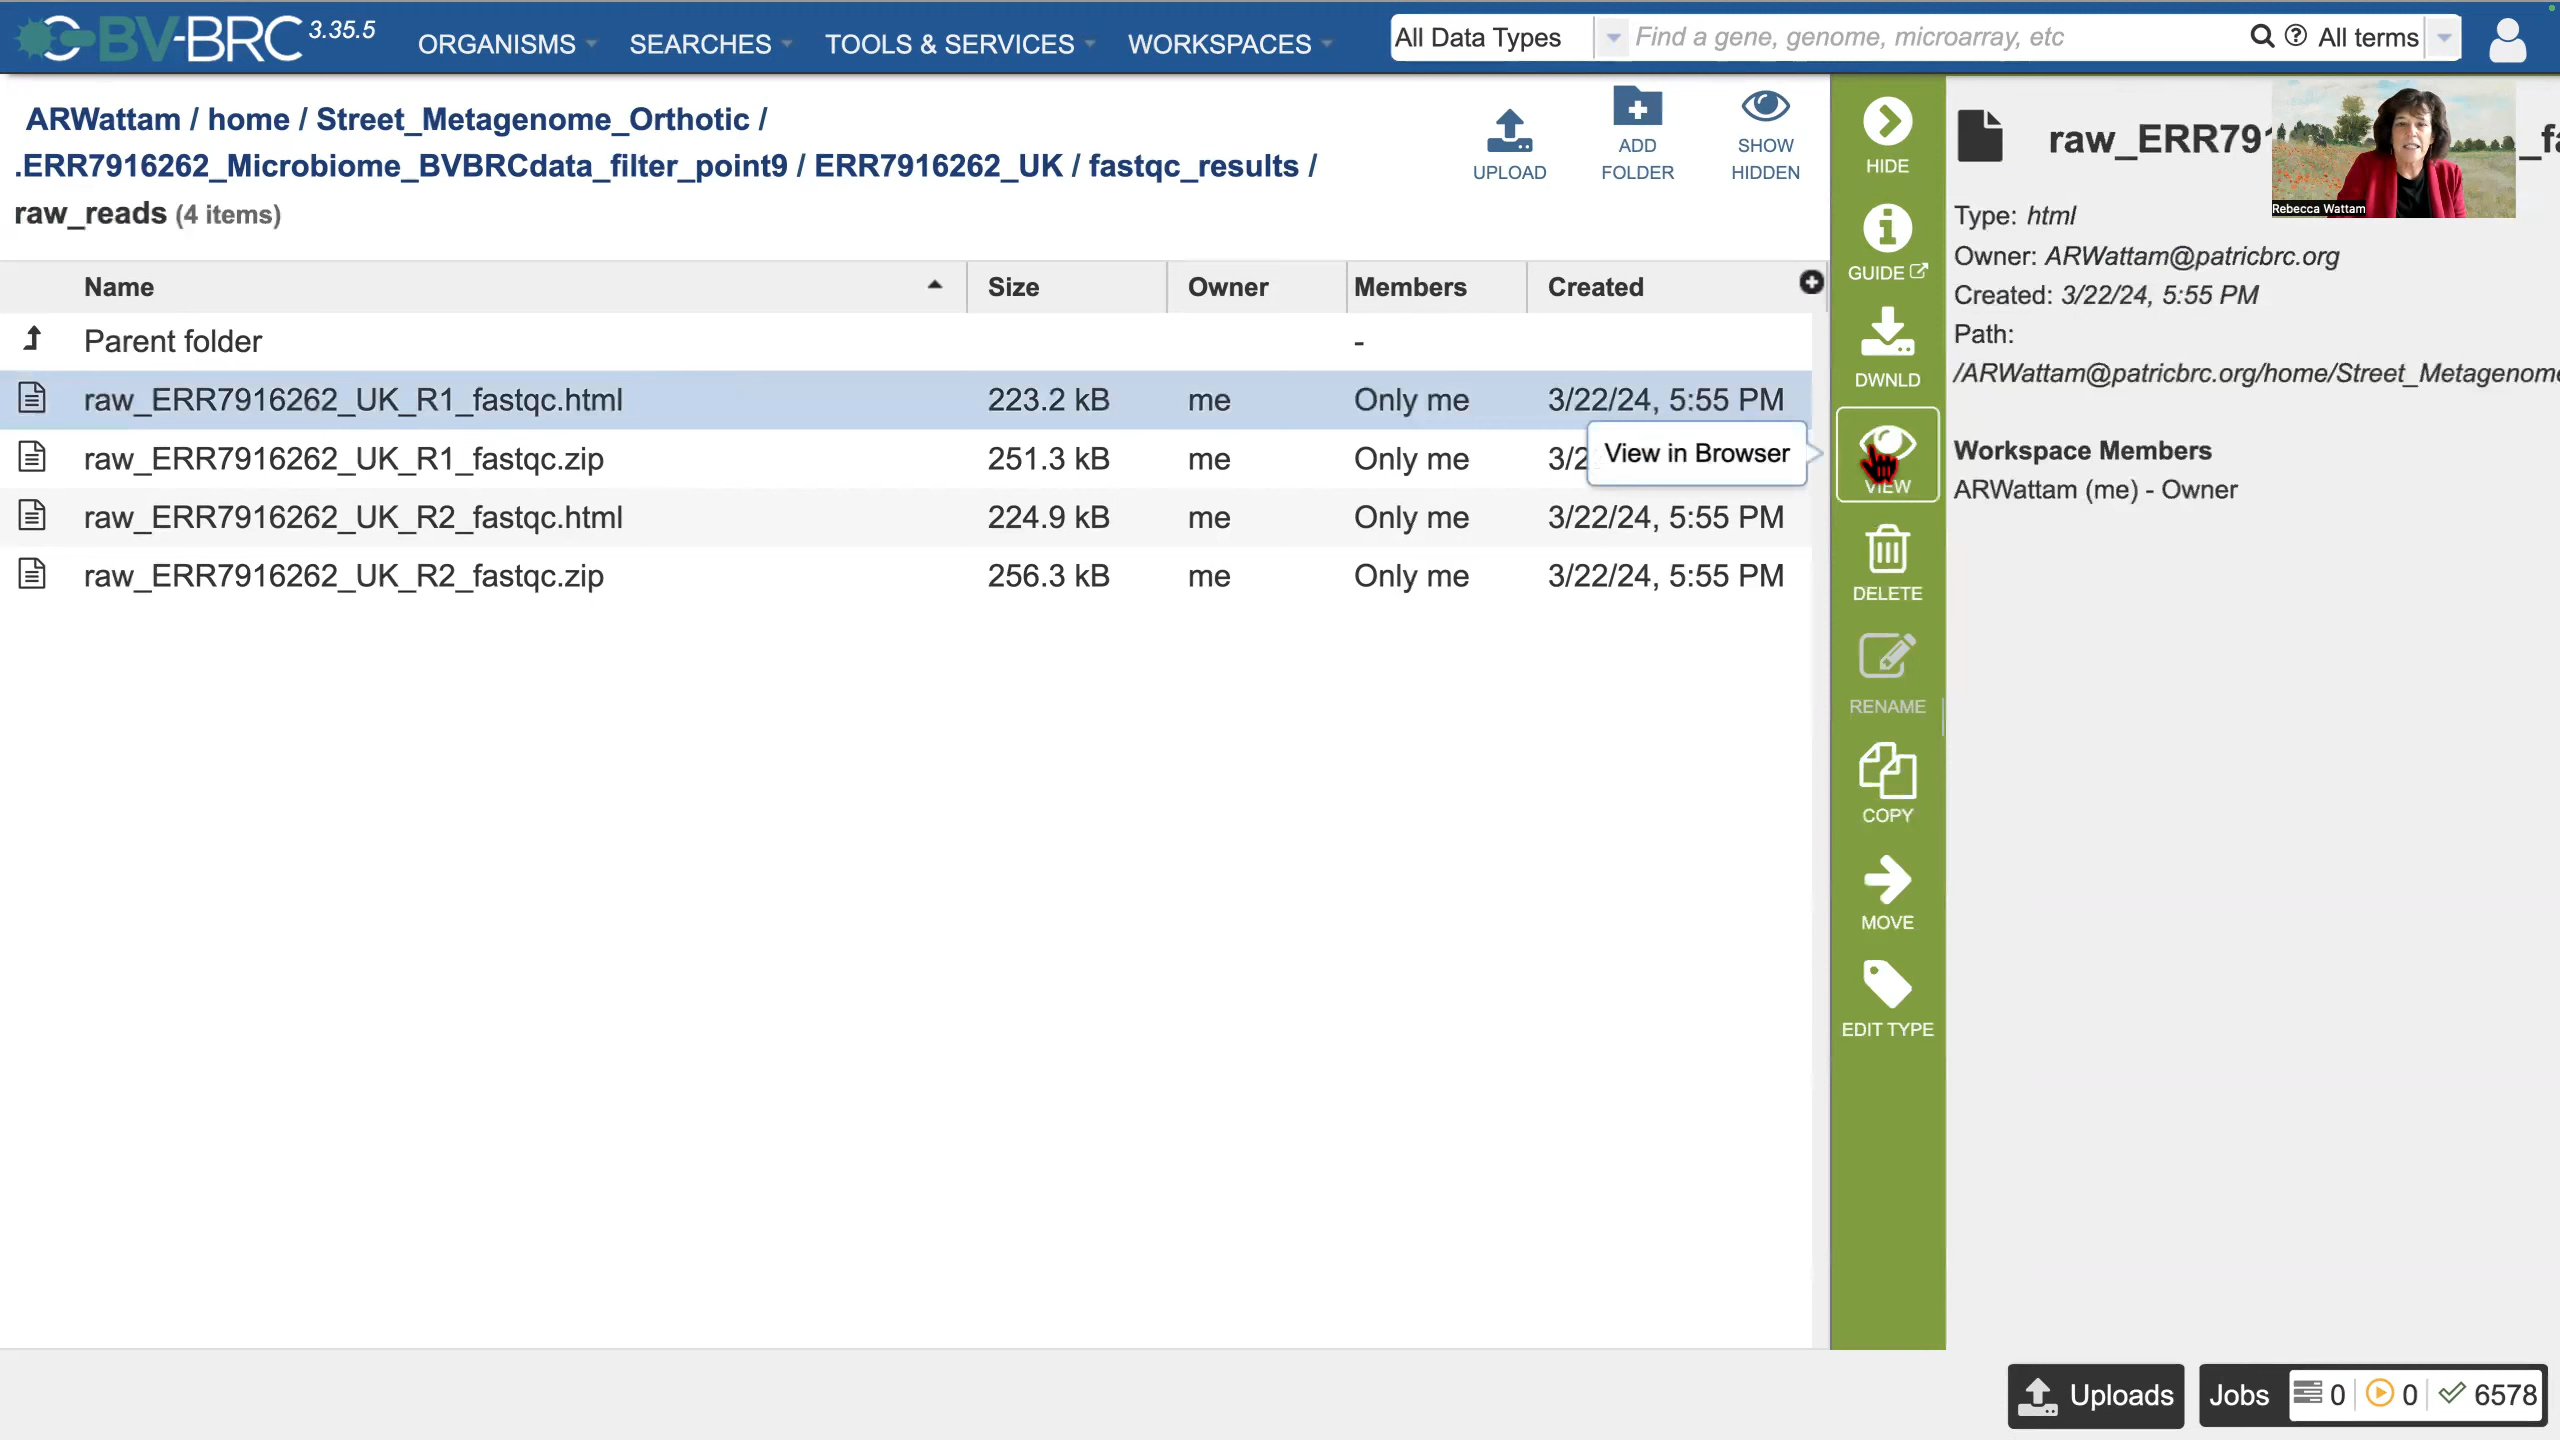 BV-BRC 3.35.5 ORGANISMS SEARCHES TOOLS & SERVICES WORKSPACES All Data Types Find a gene, genome, microarray, etc All terms
ARWattam / home / Street_Metagenome_Orthotic /
.ERR7916262_Microbiome_BVBRCdata_filter_point9 / ERR7916262_UK / fastqc_results /
raw_reads (4 items)
UPLOAD
ADD
FOLDER
SHOW
HIDDEN
Name Size Owner Members Created
Parent folder -
raw_ERR7916262_UK_R1_fastqc.html 223.2 kB me Only me 3/22/24, 5:55 PM
raw_ERR7916262_UK_R1_fastqc.zip 251.3 kB me Only me 3/2
View in Browser
raw_ERR7916262_UK_R2_fastqc.html 224.9 kB me Only me 3/22/24, 5:55 PM
raw_ERR7916262_UK_R2_fastqc.zip 256.3 kB me Only me 3/22/24, 5:55 PM
HIDE
GUIDE
DWNLD
VIEW
DELETE
RENAME
COPY
MOVE
EDIT TYPE
raw_ERR79
Rebecca Wattam
Type: html
Owner: ARWattam@patricbrc.org
Created: 3/22/24, 5:55 PM
Path:
/ARWattam@patricbrc.org/home/Street_Metagenome
Workspace Members
ARWattam (me) - Owner
Uploads
Jobs 0 0 6578